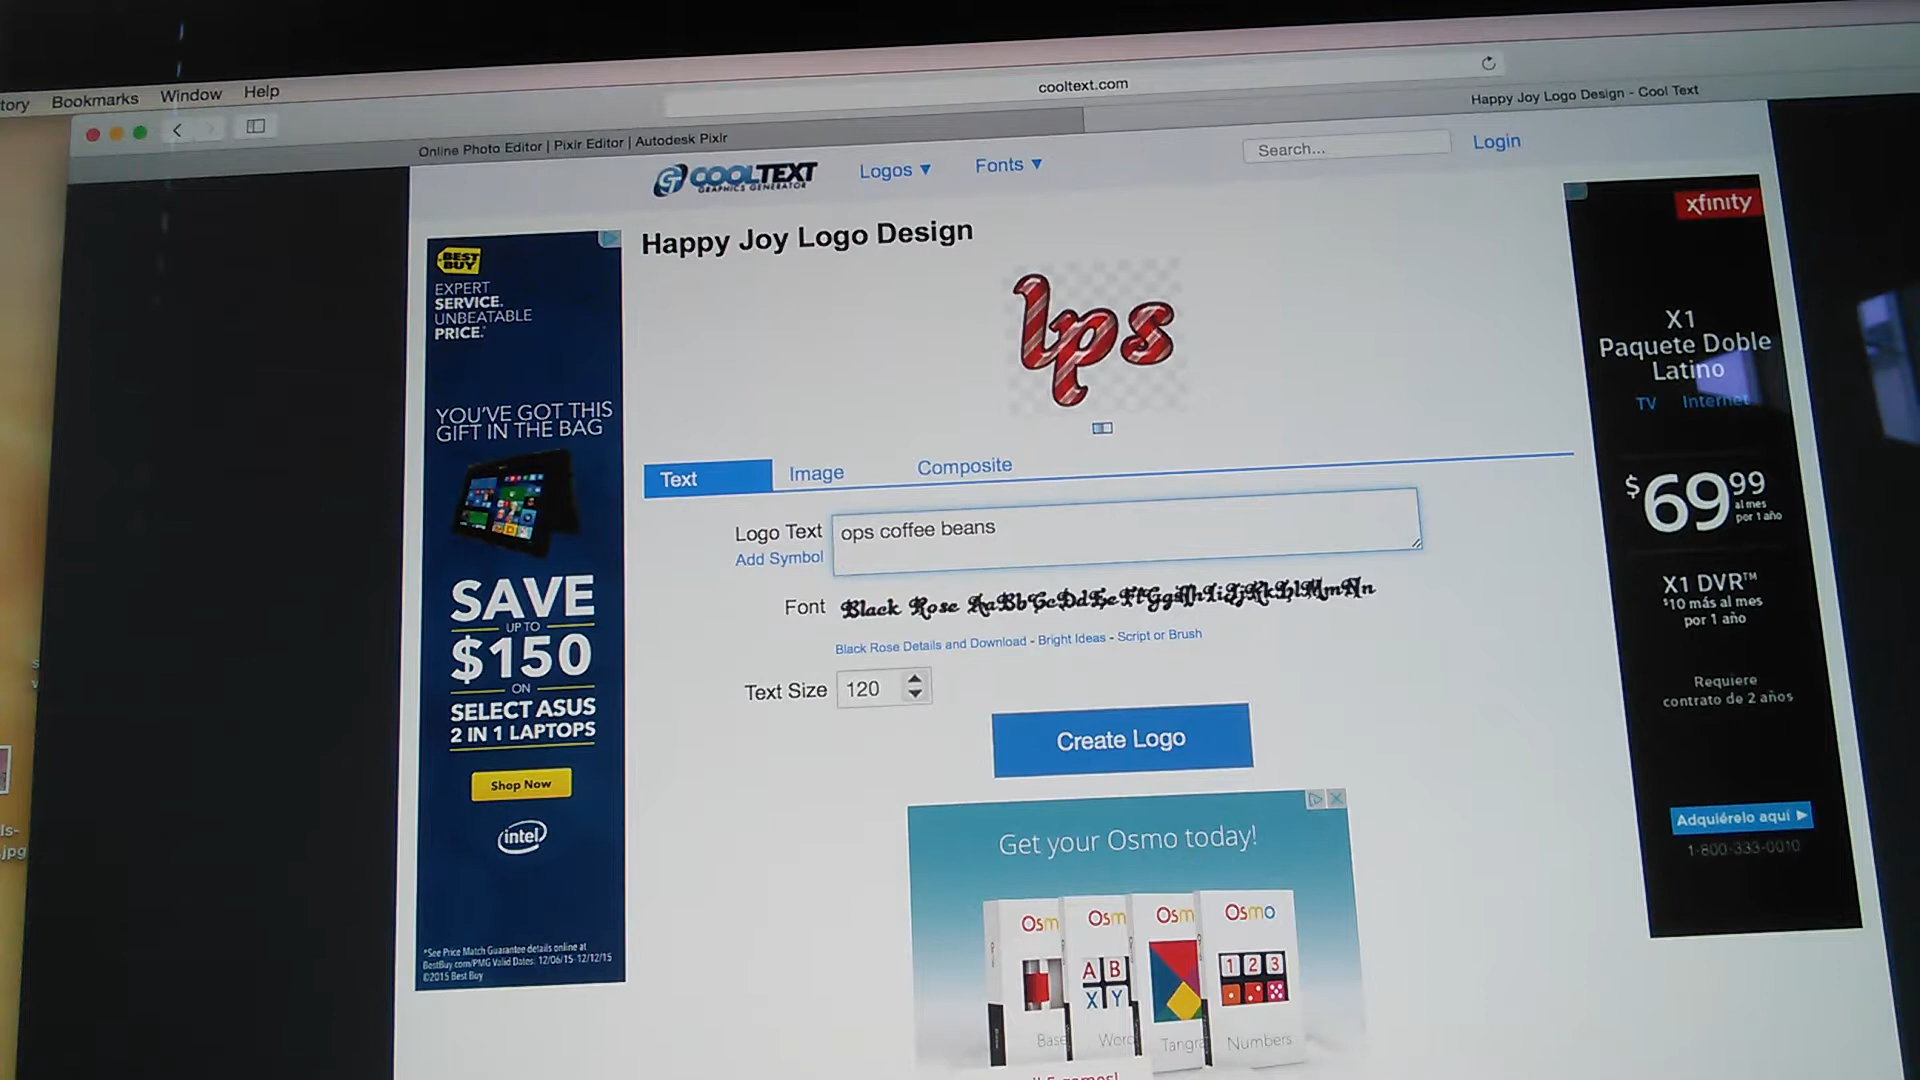 tory Bookmarks Window Help
cooltext.com
Online Photo Editor | Pixlr Editor | Autodesk Pixlr
Happy Joy Logo Design - Cool Text
CT COOLTEXT
GRAPHICS GENERATOR
Logos ▼ Fonts ▼
Search...
Login
Happy Joy Logo Design
lps
Text Image Composite
Logo Text
ops coffee beans
Add Symbol
Font
Black Rose AaBbCcDdEeFfGgHhIiJjKkLlMmNn
Black Rose Details and Download - Bright Ideas - Script or Brush
Text Size
120
Create Logo
BEST
BUY
EXPERT
SERVICE.
UNBEATABLE
PRICE.
YOU'VE GOT THIS
GIFT IN THE BAG
SAVE
UP TO
$150
ON
SELECT ASUS
2 IN 1 LAPTOPS
Shop Now
intel
*See Price Match Guarantee details online at
BestBuy.com/PMG Valid Dates: 12/06/15-12/12/15
©2015 Best Buy
Get your Osmo today!
Osm Osm Osm Osmo
A B
X Y
1 2 3
Base Word Tangra Numbers
xfinity
X1
Paquete Doble
Latino
TV Internet
$69 99
al mes
por 1 año
X1 DVR™
$10 más al mes
por 1 año
Requiere
contrato de 2 años
Adquiérelo aquí ▶
1-800-333-0010
ls-
.jpg